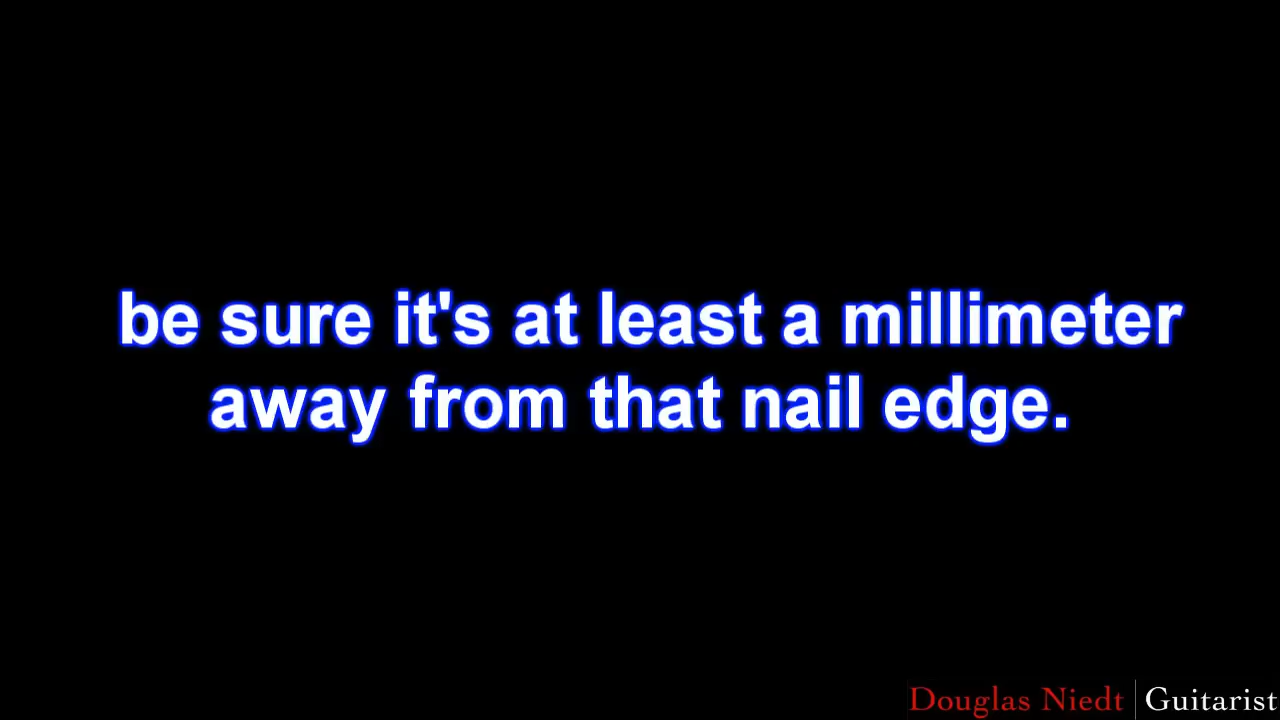 be sure it's at least a millimeter
away from that nail edge.
Douglas Niedt | Guitarist